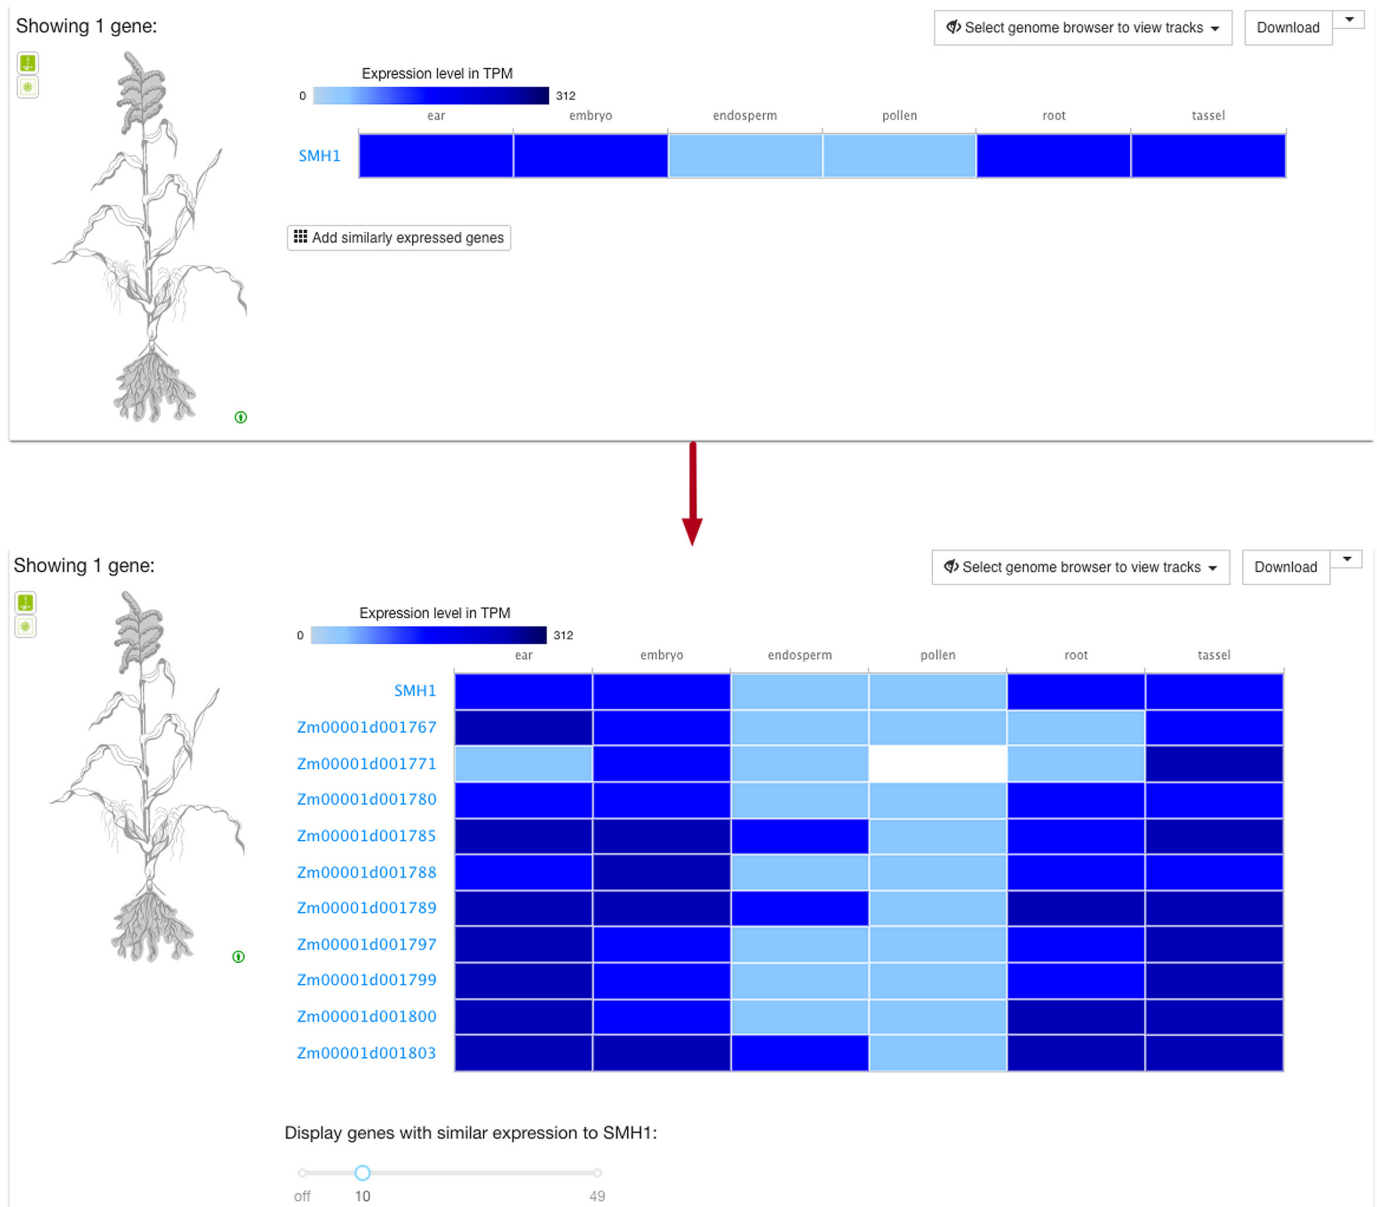 Showing 1 gene:
Select genome browser to view tracks
Download
Expression level in TPM
0 312
ear embryo endosperm pollen root tassel
SMH1
Add similarly expressed genes
Showing 1 gene:
Select genome browser to view tracks
Download
Expression level in TPM
0 312
ear embryo endosperm pollen root tassel
SMH1
Zm00001d001767
Zm00001d001771
Zm00001d001780
Zm00001d001785
Zm00001d001788
Zm00001d001789
Zm00001d001797
Zm00001d001799
Zm00001d001800
Zm00001d001803
Display genes with similar expression to SMH1:
off 10 49